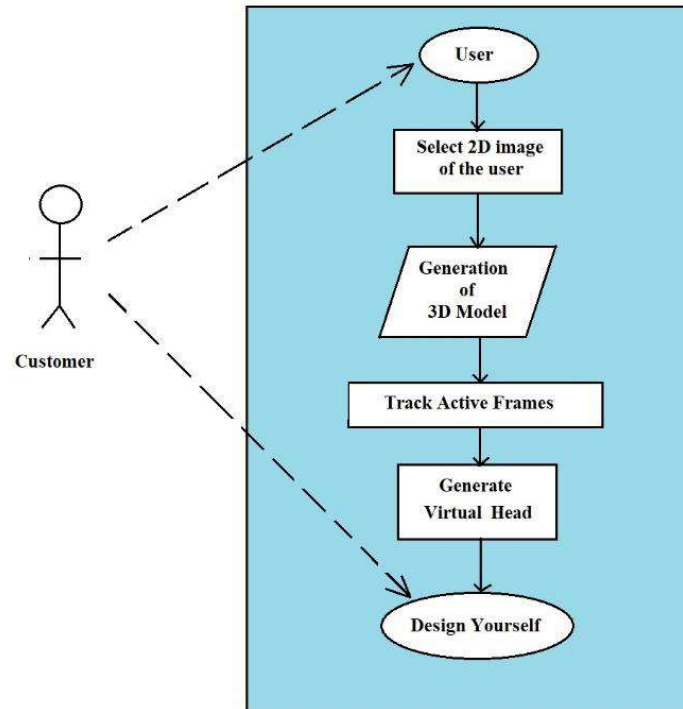 User
Select 2D image
of the user
Generation
of
3D Model
Customer
Track Active Frames
Generate
Virtual Head
Design Yourself